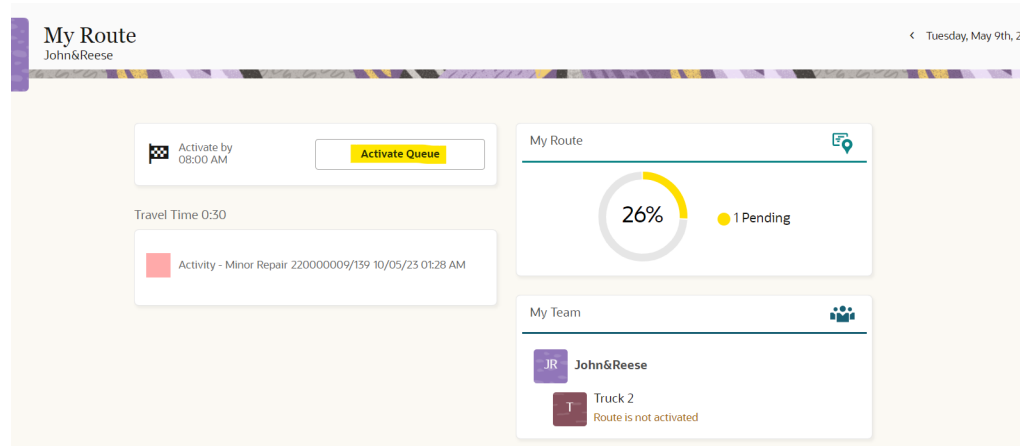 My Route
John&Reese
< Tuesday, May 9th, 2
Activate by
08:00 AM
Activate Queue
Travel Time 0:30
Activity - Minor Repair 220000009/139 10/05/23 01:28 AM
My Route
26%
1 Pending
My Team
JR
John&Reese
T
Truck 2
Route is not activated